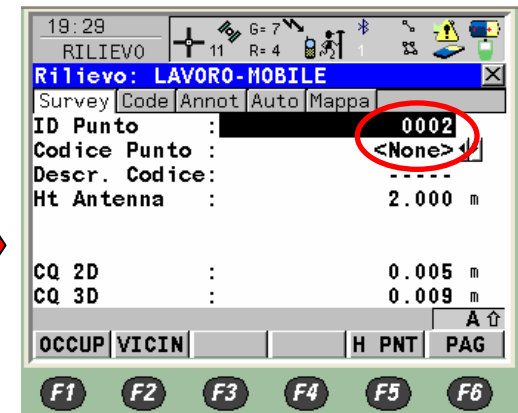 19:29
RILIEVO 11 G= 7 R= 4 1
Rilievo: LAVORO-MOBILE
Survey Code Annot Auto Mappa
ID Punto : 0002
Codice Punto : <None>
Descr. Codice: -----
Ht Antenna : 2.000 m
CQ 2D : 0.005 m
CQ 3D : 0.009 m
A
OCCUP VICIN H PNT PAG
F1 F2 F3 F4 F5 F6